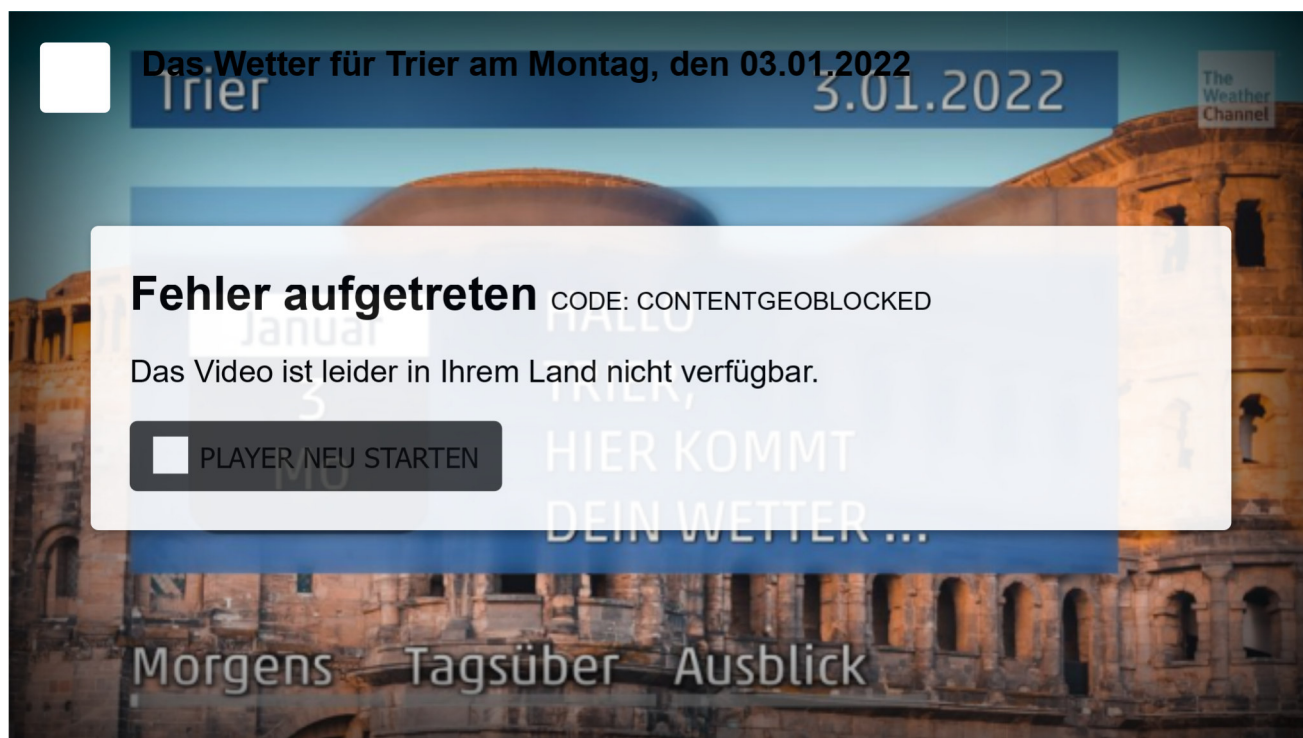 Das Wetter für Trier am Montag, den 03.01.2022
Trier 3.01.2022
The
Weather
Channel
Fehler aufgetreten CODE: CONTENTGEOBLOCKED
Januar
HALLO
Das Video ist leider in Ihrem Land nicht verfügbar.
3
TRIER,
PLAYER NEU STARTEN
MO
HIER KOMMT
DEIN WETTER ...
Morgens Tagsüber Ausblick